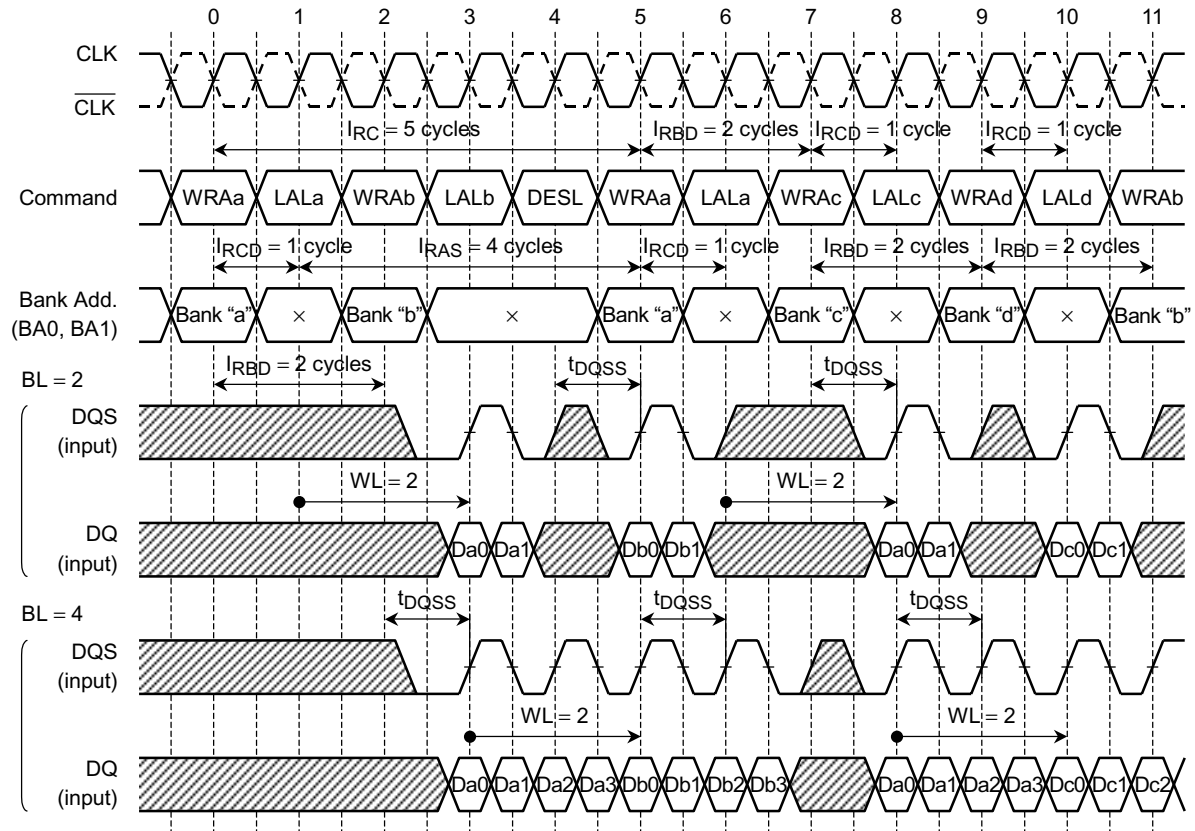 0 1 2 3 4 5 6 7 8 9 10 11
CLK
CLK
IRC = 5 cycles IRBD = 2 cycles IRCD = 1 cycle IRCD = 1 cycle
Command WRAa LALa WRAb LALb DESL WRAa LALa WRAc LALc WRAd LALd WRAb
IRCD = 1 cycle IRAS = 4 cycles IRCD = 1 cycle IRBD = 2 cycles IRBD = 2 cycles
Bank Add.
(BA0, BA1)
Bank “a” × Bank “b” × Bank “a” × Bank “c” × Bank “d” × Bank “b”
IRBD = 2 cycles tDQSS tDQSS
BL = 2
DQS
(input)
WL = 2 WL = 2
DQ
(input)
Da0 Da1 Db0 Db1 Da0 Da1 Dc0 Dc1
BL = 4
tDQSS tDQSS tDQSS
DQS
(input)
WL = 2 WL = 2
DQ
(input)
Da0 Da1 Da2 Da3 Db0 Db1 Db2 Db3 Da0 Da1 Da2 Da3 Dc0 Dc1 Dc2